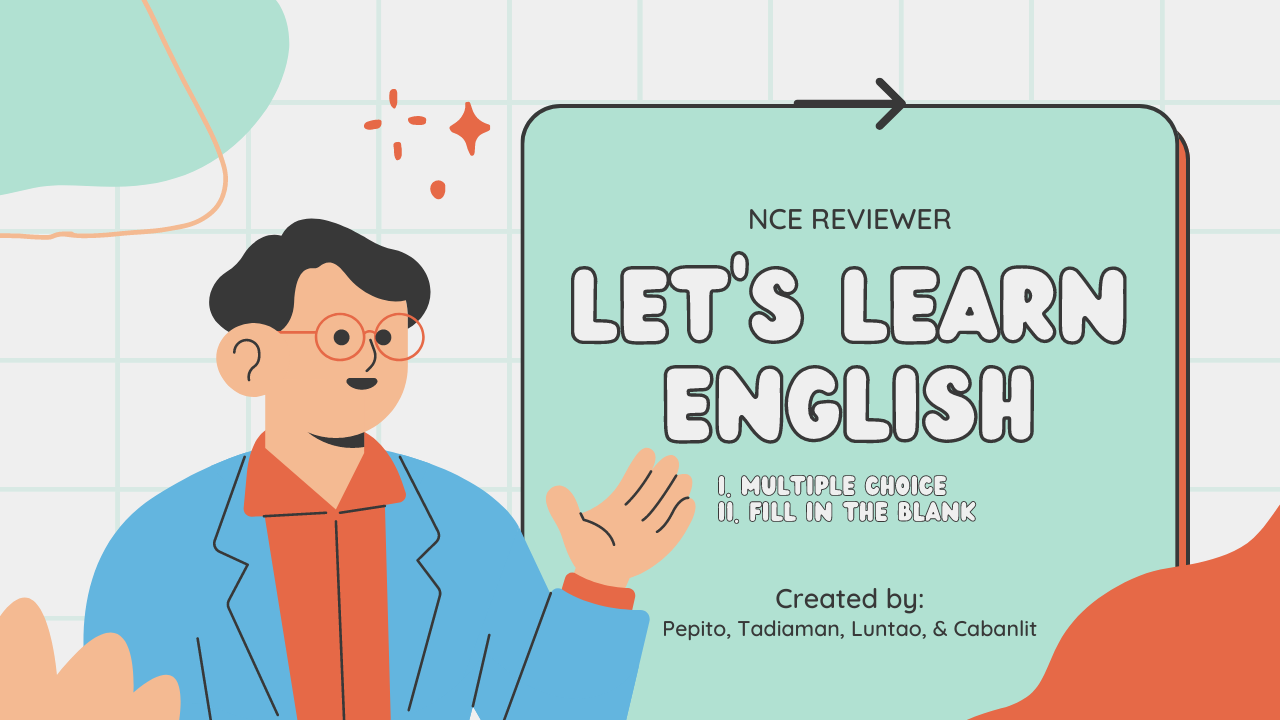 NCE REVIEWER
LET'S LEARN
ENGLISH
I. MULTIPLE CHOICE
II. FILL IN THE BLANK
Created by:
Pepito, Tadiaman, Luntao, & Cabanlit